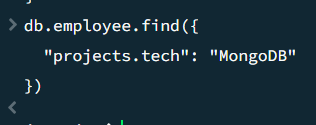 > db.employee.find({
"projects.tech": "MongoDB"
})
<